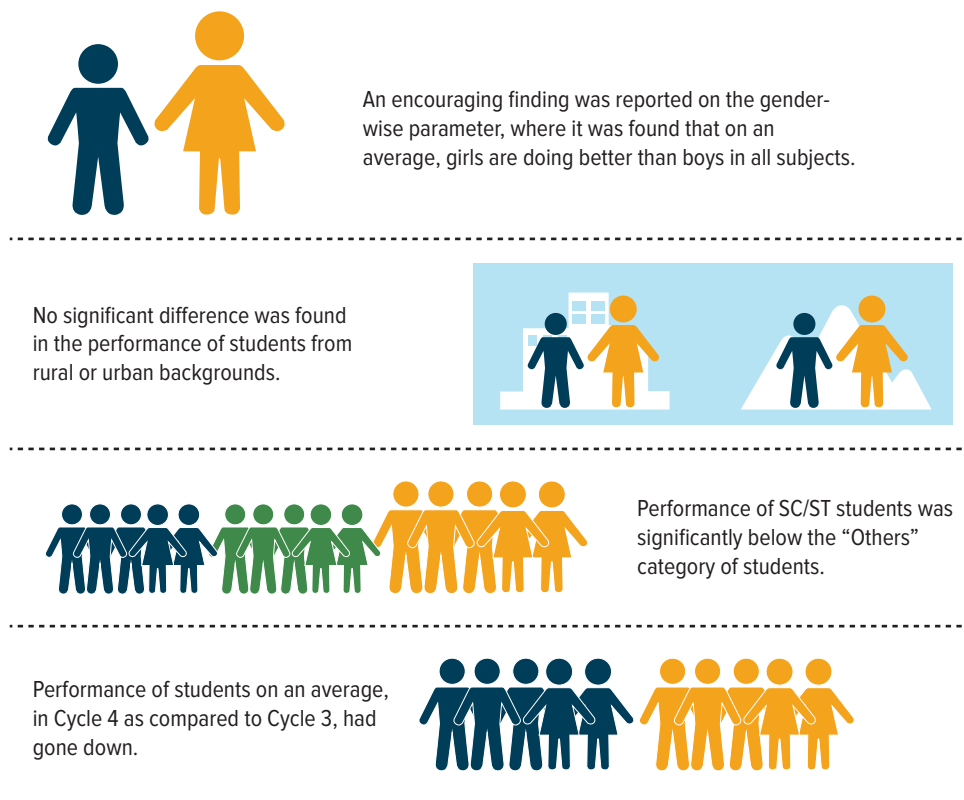 An encouraging finding was reported on the gender-
wise parameter, where it was found that on an
average, girls are doing better than boys in all subjects.
No significant difference was found
in the performance of students from
rural or urban backgrounds.
Performance of SC/ST students was
significantly below the “Others”
category of students.
Performance of students on an average,
in Cycle 4 as compared to Cycle 3, had
gone down.